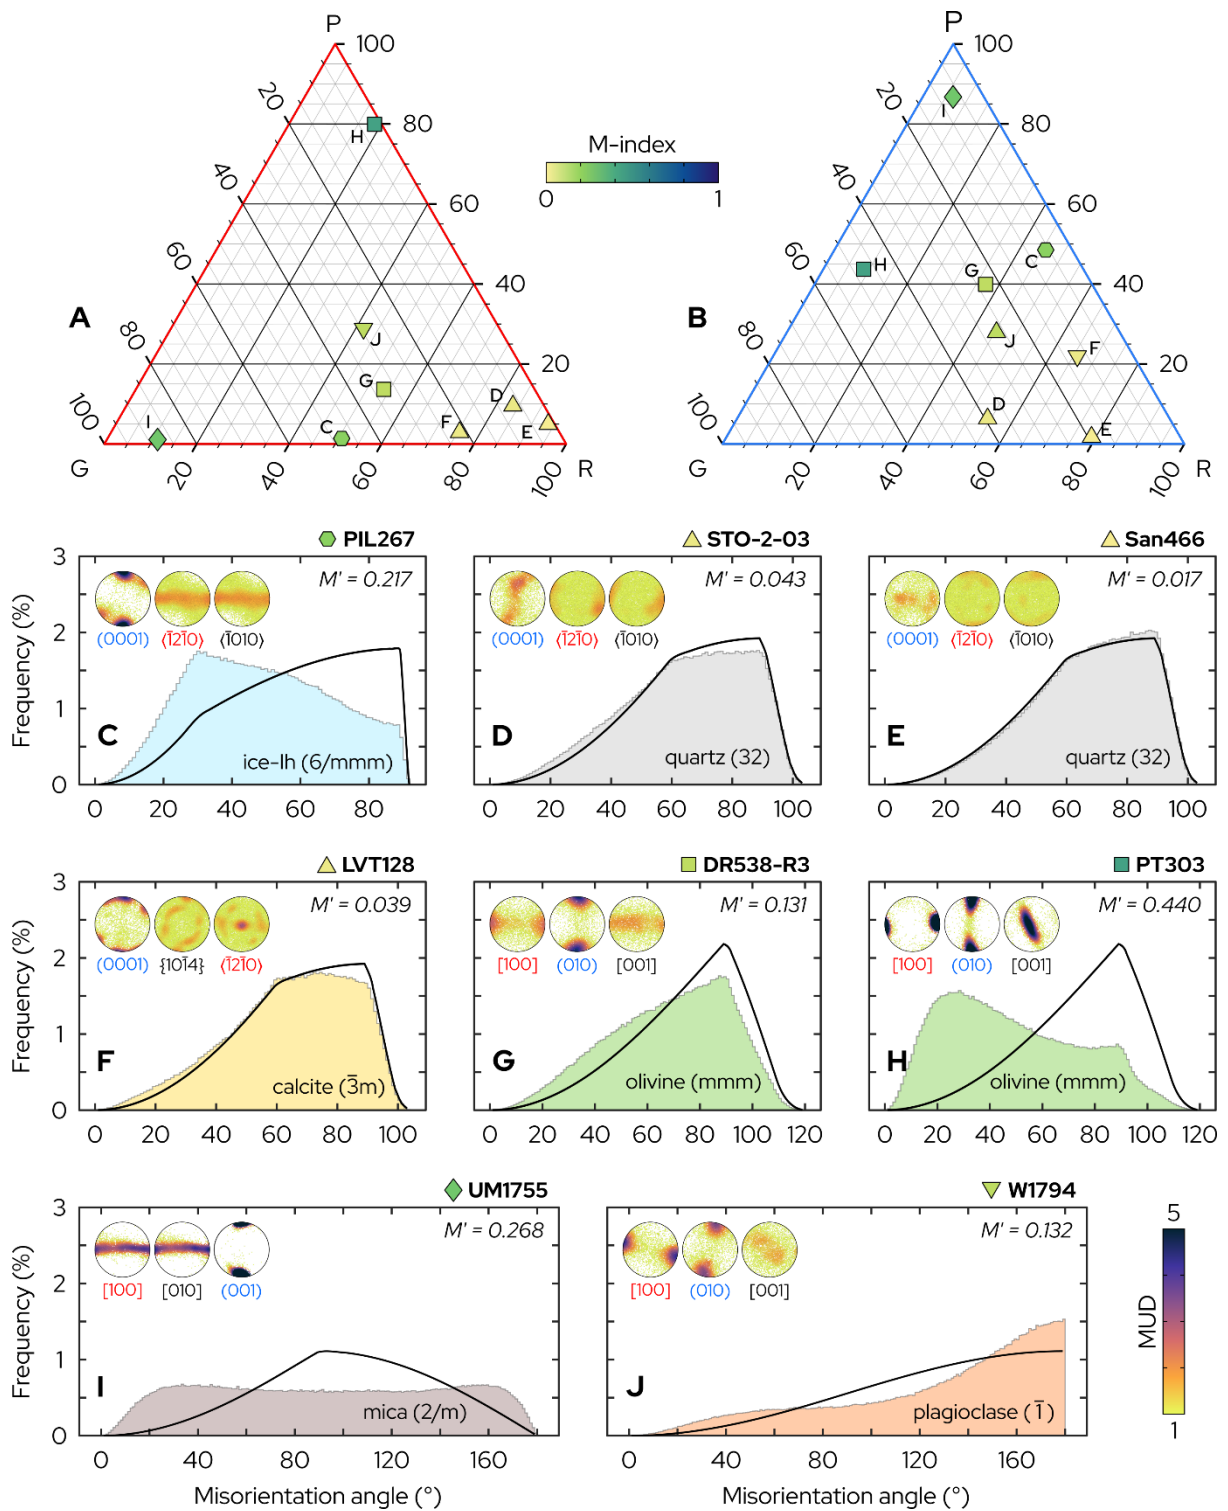 P
100
20
80
H
40
60
60
40
A
80
J
20
G
D
100
I
C
F
E
G
R
20
40
60
80
100
M-index
0
1
P
100
I
20
80
40
60
C
H
G
60
40
B
J
F
80
20
D
100
E
G
R
20
40
60
80
100
PIL267
M' = 0.217
(0001)
⟨1̄21̄0⟩
⟨1̄010⟩
C
ice-Ih (6/mmm)
3
2
1
0
Frequency (%)
0 20 40 60 80
STO-2-03
M' = 0.043
(0001)
⟨1̄21̄0⟩
⟨1̄010⟩
D
quartz (32)
0 20 40 60 80 100
San466
M' = 0.017
(0001)
⟨1̄21̄0⟩
⟨1̄010⟩
E
quartz (32)
0 20 40 60 80 100
LVT128
M' = 0.039
(0001)
{101̄4}
⟨1̄21̄0⟩
F
calcite (3̄m)
3
2
1
0
Frequency (%)
0 20 40 60 80 100
DR538-R3
M' = 0.131
[100]
(010)
[001]
G
olivine (mmm)
0 20 40 60 80 100 120
PT303
M' = 0.440
[100]
(010)
[001]
H
olivine (mmm)
0 20 40 60 80 100 120
UM1755
M' = 0.268
[100]
[010]
(001)
I
mica (2/m)
3
2
1
0
Frequency (%)
0 40 80 120 160
Misorientation angle (°)
W1794
M' = 0.132
[100]
(010)
[001]
J
plagioclase (1̄)
0 40 80 120 160
Misorientation angle (°)
5
MUD
1